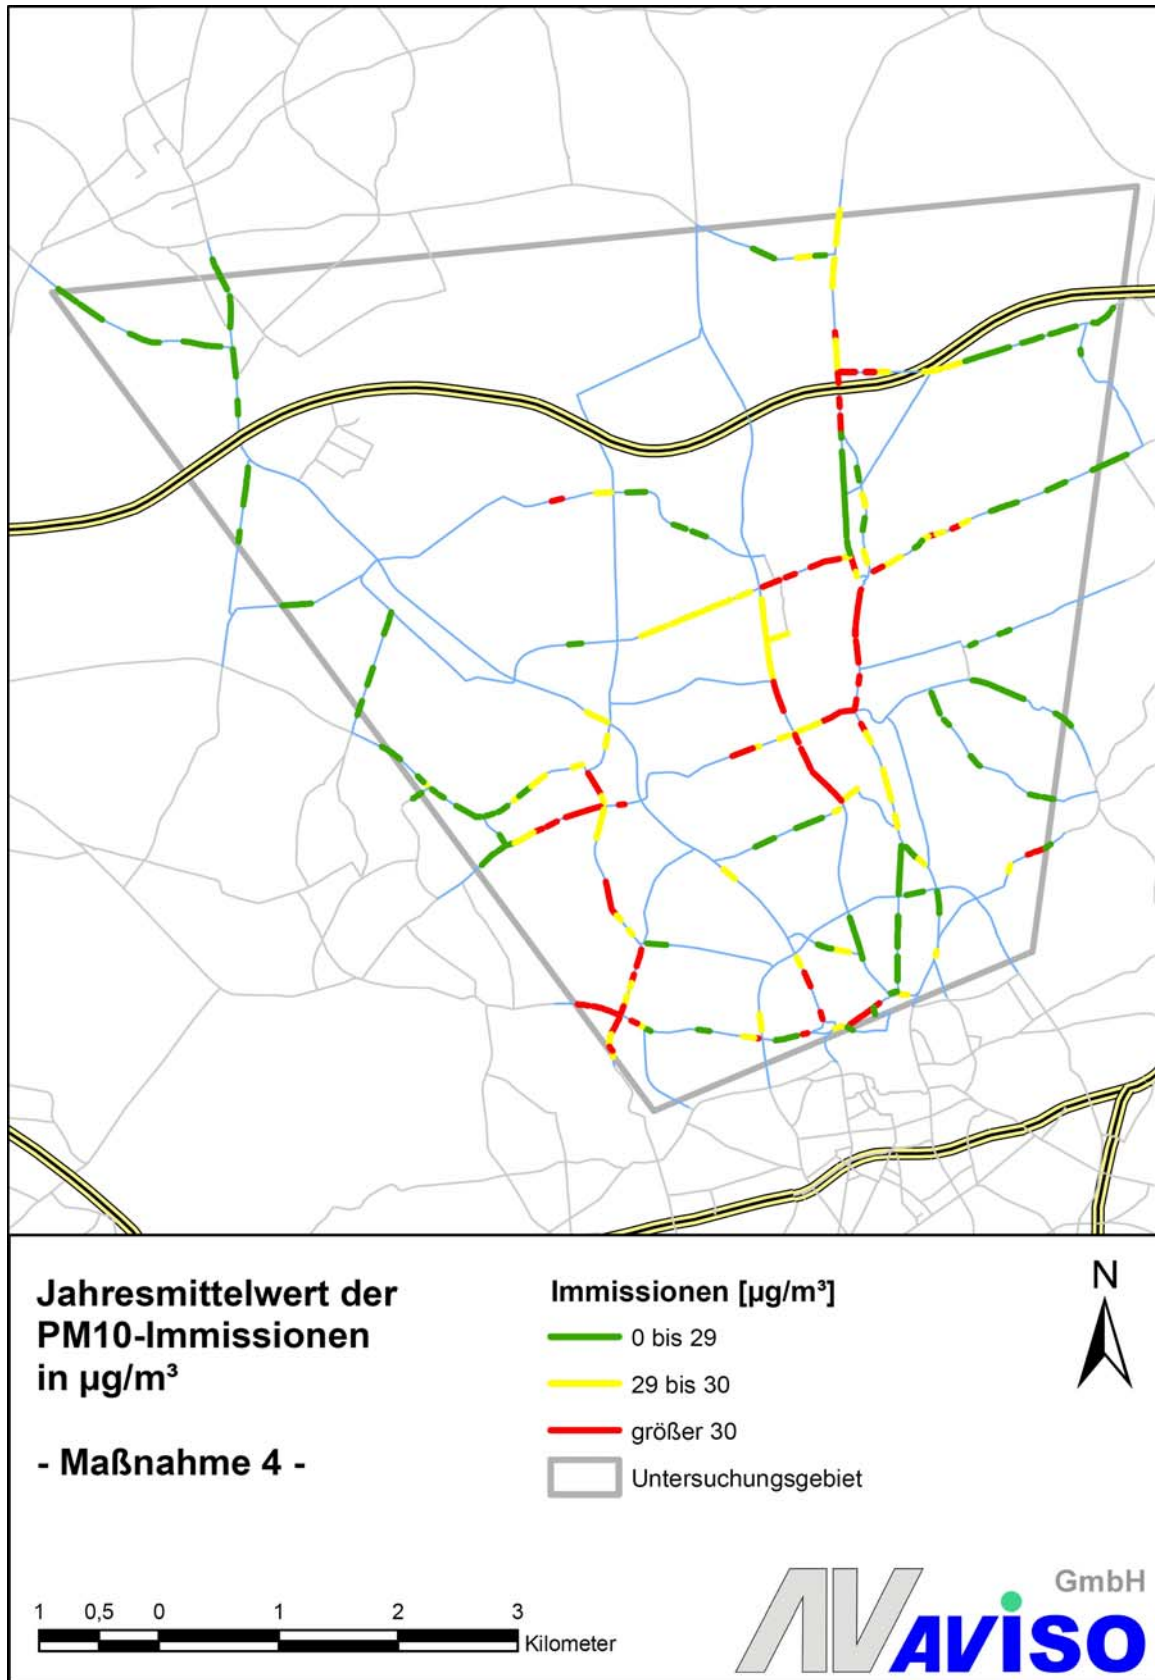 Jahresmittelwert der
PM10-Immissionen
in µg/m³
- Maßnahme 4 -
Immissionen [µg/m³]
0 bis 29
29 bis 30
größer 30
Untersuchungsgebiet
N
1 0,5 0 1 2 3
Kilometer
GmbH
AV AVISO